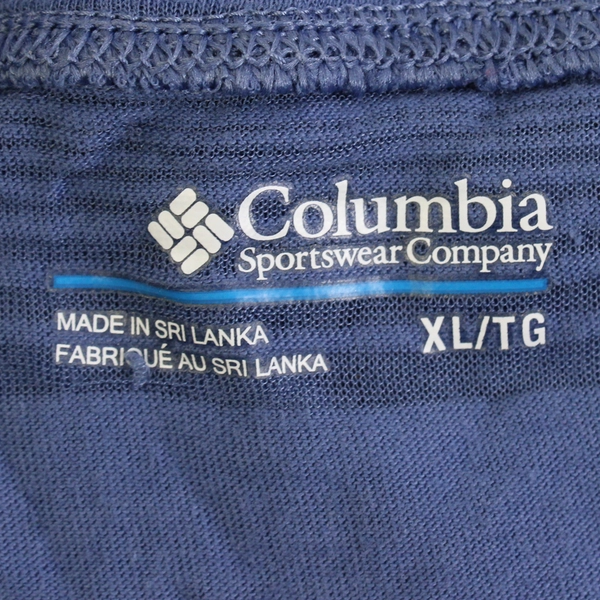 Columbia
Sportswear Company
MADE IN SRI LANKA
FABRIQUÉ AU SRI LANKA
XL/TG